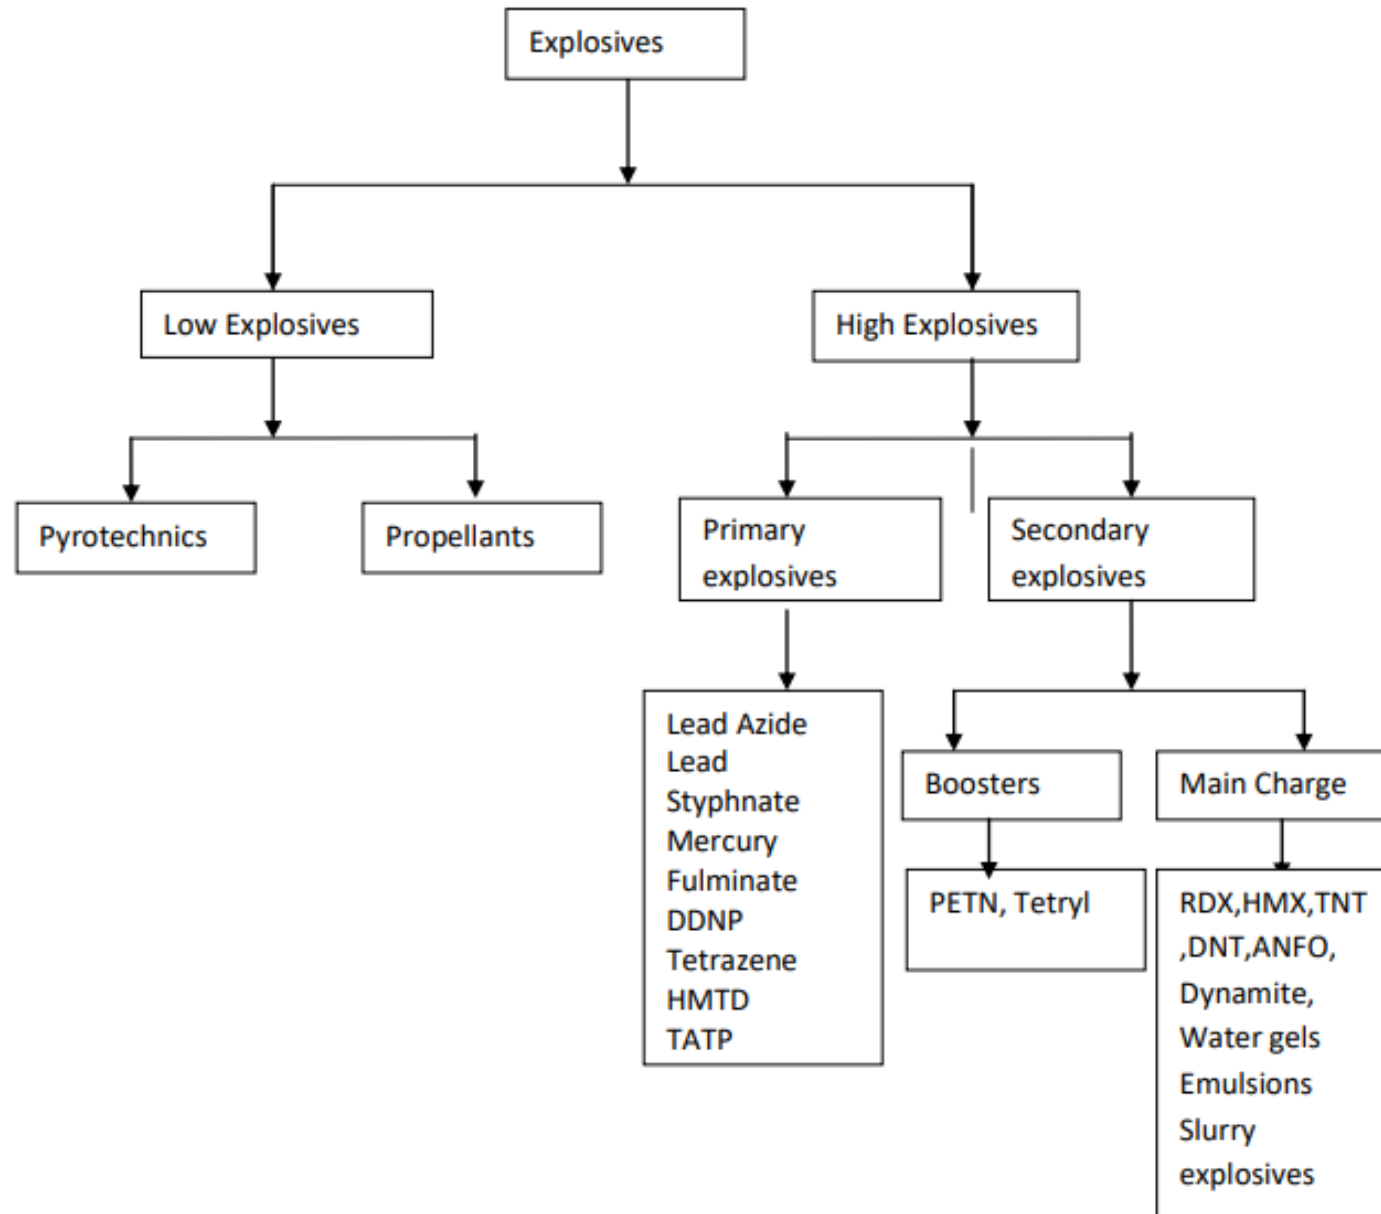 Explosives
Low Explosives
High Explosives
Pyrotechnics
Propellants
Primary
explosives
Secondary
explosives
Lead Azide
Lead
Styphnate
Mercury
Fulminate
DDNP
Tetrazene
HMTD
TATP
Boosters
Main Charge
PETN, Tetryl
RDX,HMX,TNT
,DNT,ANFO,
Dynamite,
Water gels
Emulsions
Slurry
explosives